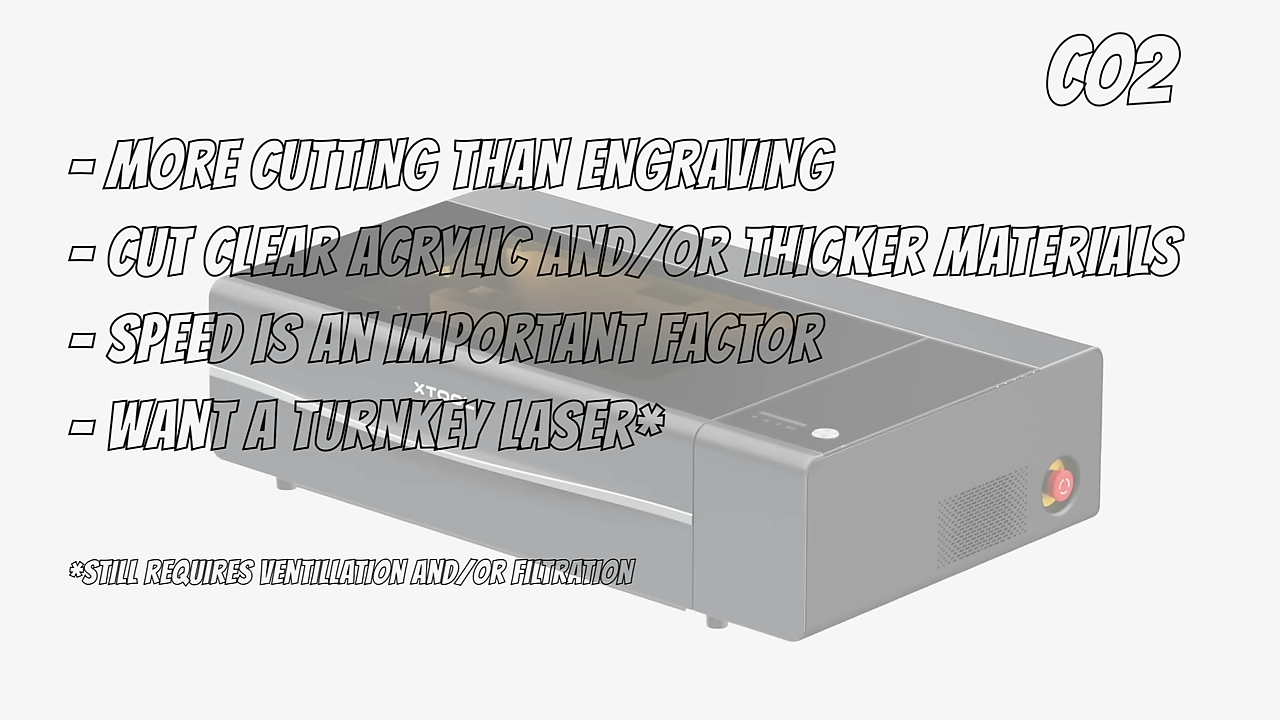 CO2
- MORE CUTTING THAN ENGRAVING
- CUT CLEAR ACRYLIC AND/OR THICKER MATERIALS
- SPEED IS AN IMPORTANT FACTOR
- WANT A TURNKEY LASER*
XTOOL
*STILL REQUIRES VENTILLATION AND/OR FILTRATION